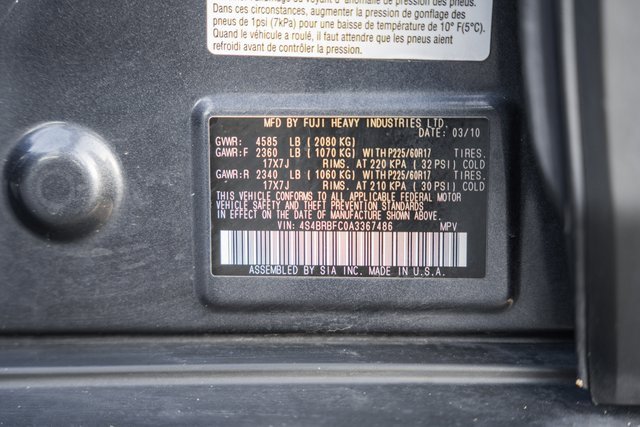 Dans ces circonstances, augmenter la pression de gonflage des
pneus de 1psi (7kPa) pour une baisse de température de 10° F(5°C).
Quand le véhicule a roulé, il faut attendre que les pneus aient
refroidi avant de contrôler la pression.
MFD BY FUJI HEAVY INDUSTRIES LTD.
DATE: 03/10
GVWR: 4585 LB ( 2080 KG)
GAWR:F 2360 LB ( 1070 KG) WITH P225/60R17 TIRES.
17X7J RIMS. AT 220 KPA ( 32 PSI) COLD
GAWR:R 2340 LB ( 1060 KG) WITH P225/60R17 TIRES.
17X7J RIMS. AT 210 KPA ( 30 PSI) COLD
THIS VEHICLE CONFORMS TO ALL APPLICABLE FEDERAL MOTOR
VEHICLE SAFETY AND THEFT PREVENTION STANDARDS
IN EFFECT ON THE DATE OF MANUFACTURE SHOWN ABOVE.
VIN: 4S4BRBFC0A3367486 MPV
ASSEMBLED BY SIA INC. MADE IN U.S.A.